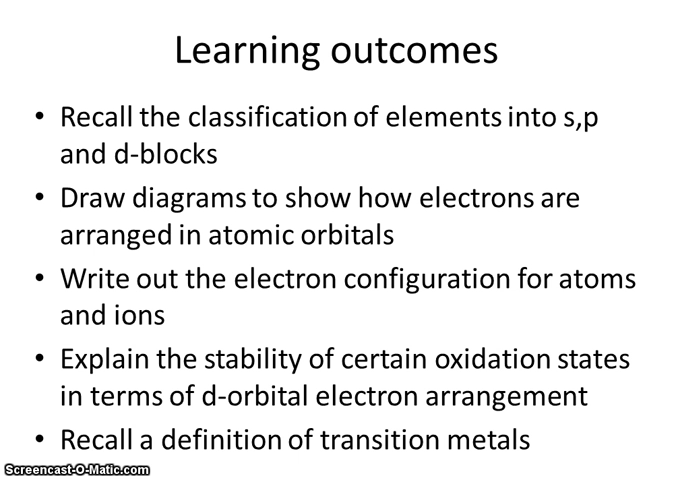 Learning outcomes
• Recall the classification of elements into s,p
and d-blocks
• Draw diagrams to show how electrons are
arranged in atomic orbitals
• Write out the electron configuration for atoms
and ions
• Explain the stability of certain oxidation states
in terms of d-orbital electron arrangement
• Recall a definition of transition metals
Screencast-O-Matic.com